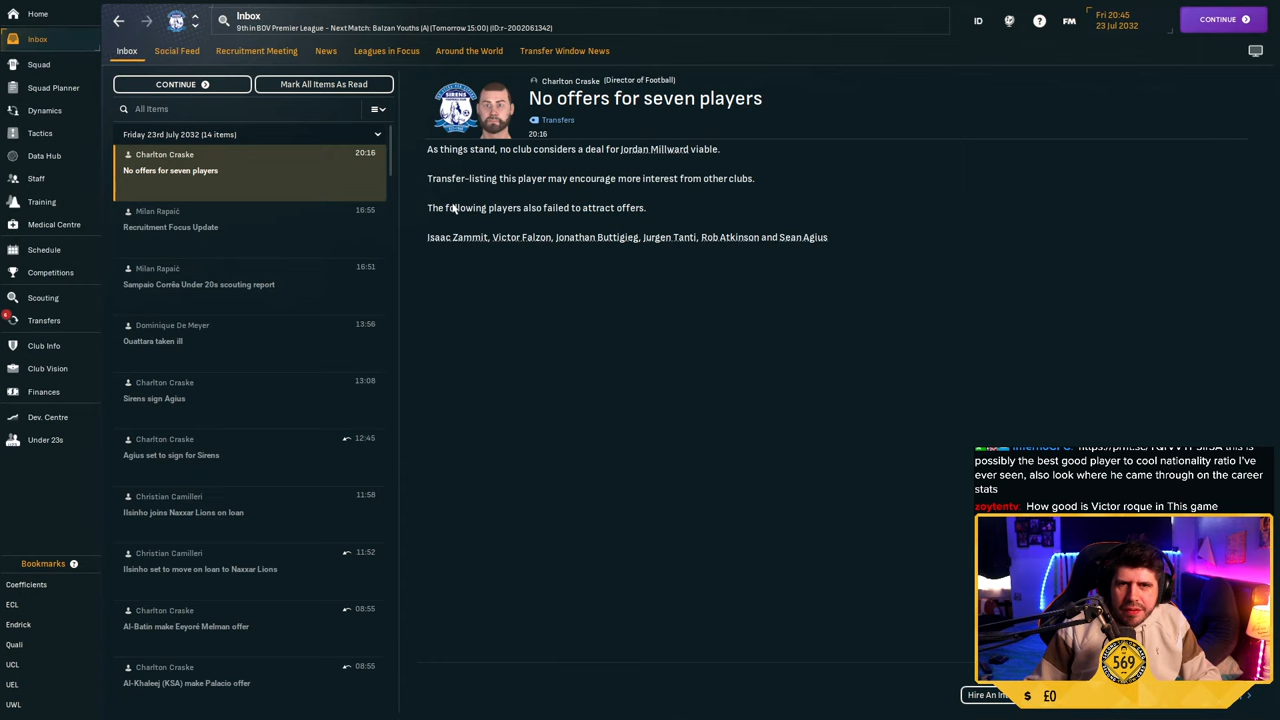 Home
Inbox
Squad
Squad Planner
Dynamics
Tactics
Data Hub
Staff
Training
Medical Centre
Schedule
Competitions
Scouting
6
Transfers
Club Info
Club Vision
Finances
Dev. Centre
Under 23s
Bookmarks ?
Coefficients
ECL
Endrick
Quali
UCL
UEL
UWL
Inbox
9th in BOV Premier League - Next Match: Balzan Youths (A) (Tomorrow 15:00) (ID:r-2002061342)
ID
?
FM
Fri 20:45
23 Jul 2032
CONTINUE
Inbox
Social Feed
Recruitment Meeting
News
Leagues in Focus
Around the World
Transfer Window News
CONTINUE
Mark All Items As Read
All Items
Friday 23rd July 2032 (14 items)
Charlton Craske 20:16
No offers for seven players
Milan Rapaić 16:55
Recruitment Focus Update
Milan Rapaić 16:51
Sampaio Corrêa Under 20s scouting report
Dominique De Meyer 13:56
Ouattara taken ill
Charlton Craske 13:08
Sirens sign Agius
Charlton Craske 12:45
Agius set to sign for Sirens
Christian Camilleri 11:58
Ilsinho joins Naxxar Lions on loan
Christian Camilleri 11:52
Ilsinho set to move on loan to Naxxar Lions
Charlton Craske 08:55
Al-Batin make Eeyoré Melman offer
Charlton Craske 08:55
Al-Khaleej (KSA) make Palacio offer
SIRENS
Charlton Craske (Director of Football)
No offers for seven players
Transfers
20:16
As things stand, no club considers a deal for Jordan Millward viable.
Transfer-listing this player may encourage more interest from other clubs.
The following players also failed to attract offers.
Isaac Zammit, Victor Falzon, Jonathan Buttigieg, Jurgen Tanti, Rob Atkinson and Sean Agius
this is
possibly the best good player to cool nationality ratio I've
ever seen, also look where he came through on the career
stats
zoytentv: How good is Victor roque in This game
Hire An
569
$ £0